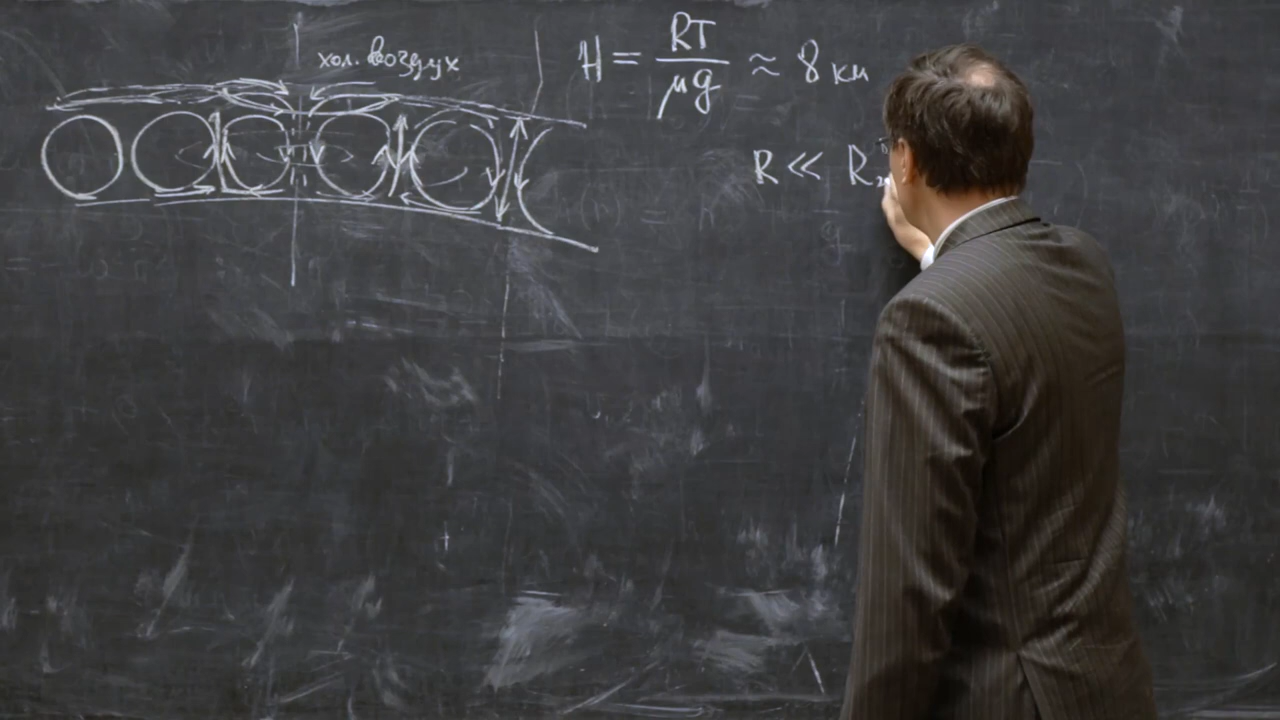 хол. воздух
H = RT / μg ≈ 8 км
R << R